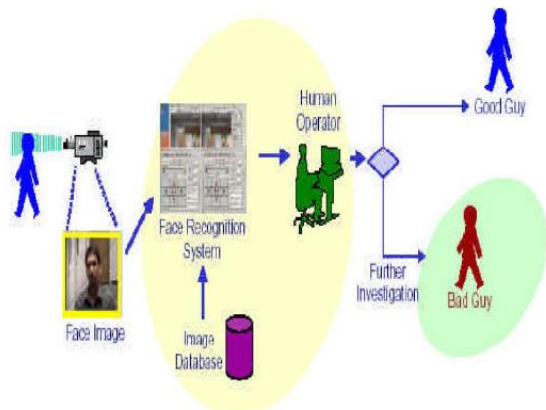 Face Image
Face Recognition
System
Image
Database
Human
Operator
Good Guy
Further
Investigation
Bad Guy